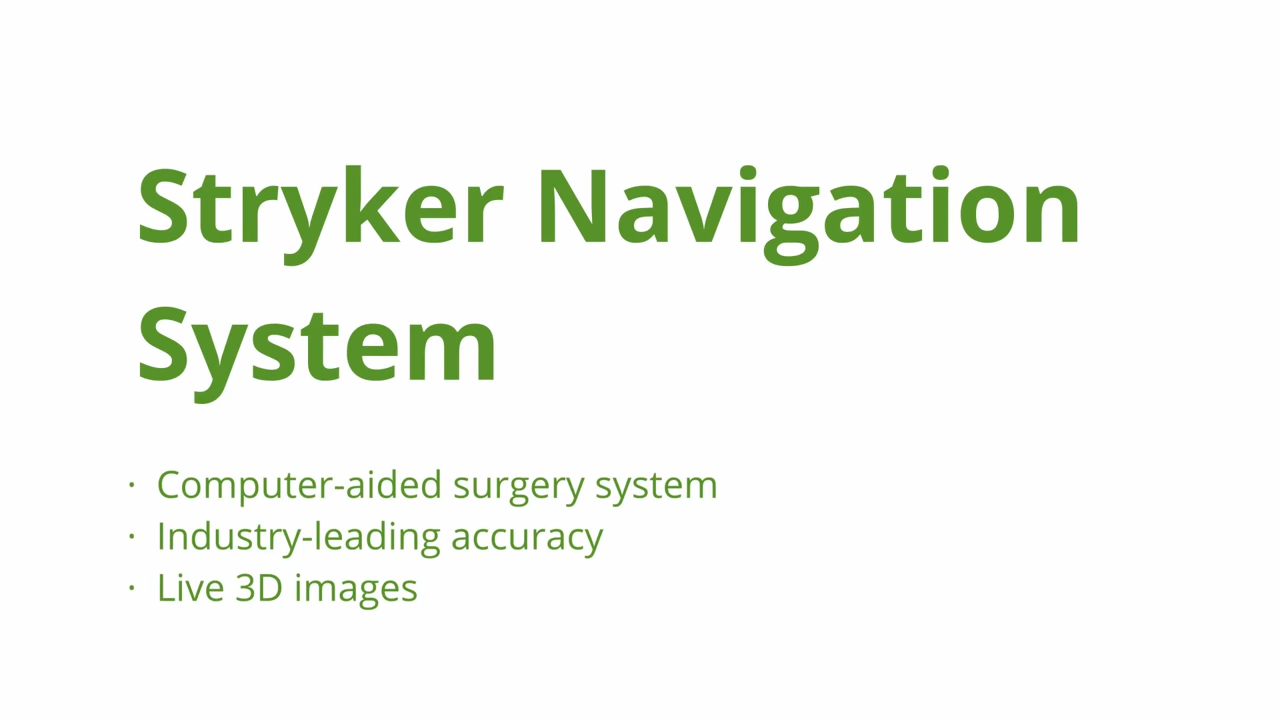 Stryker Navigation
System
· Computer-aided surgery system
· Industry-leading accuracy
· Live 3D images